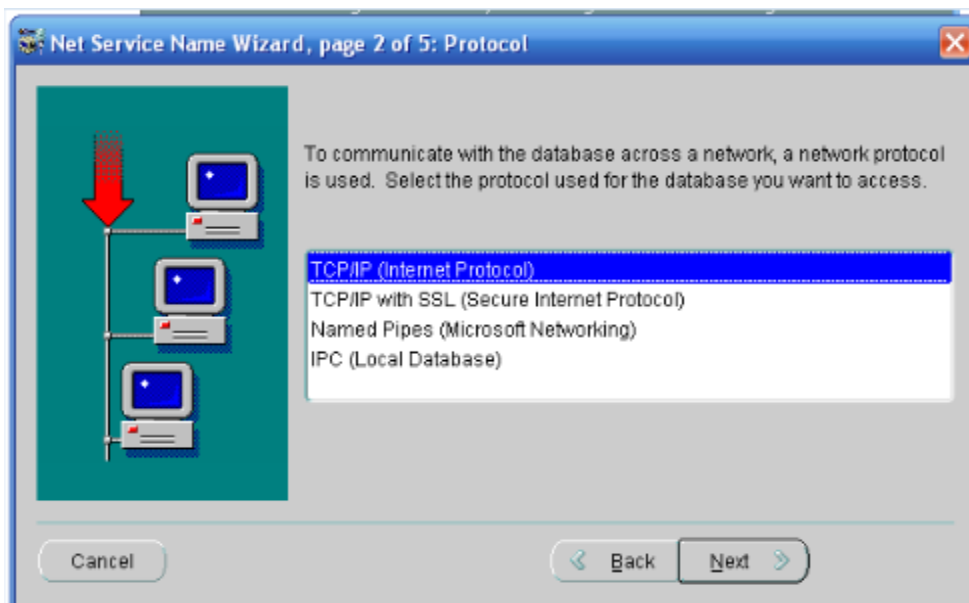 Net Service Name Wizard, page 2 of 5: Protocol
To communicate with the database across a network, a network protocol
is used. Select the protocol used for the database you want to access.
TCP/IP (Internet Protocol)
TCP/IP with SSL (Secure Internet Protocol)
Named Pipes (Microsoft Networking)
IPC (Local Database)
Cancel
Back
Next